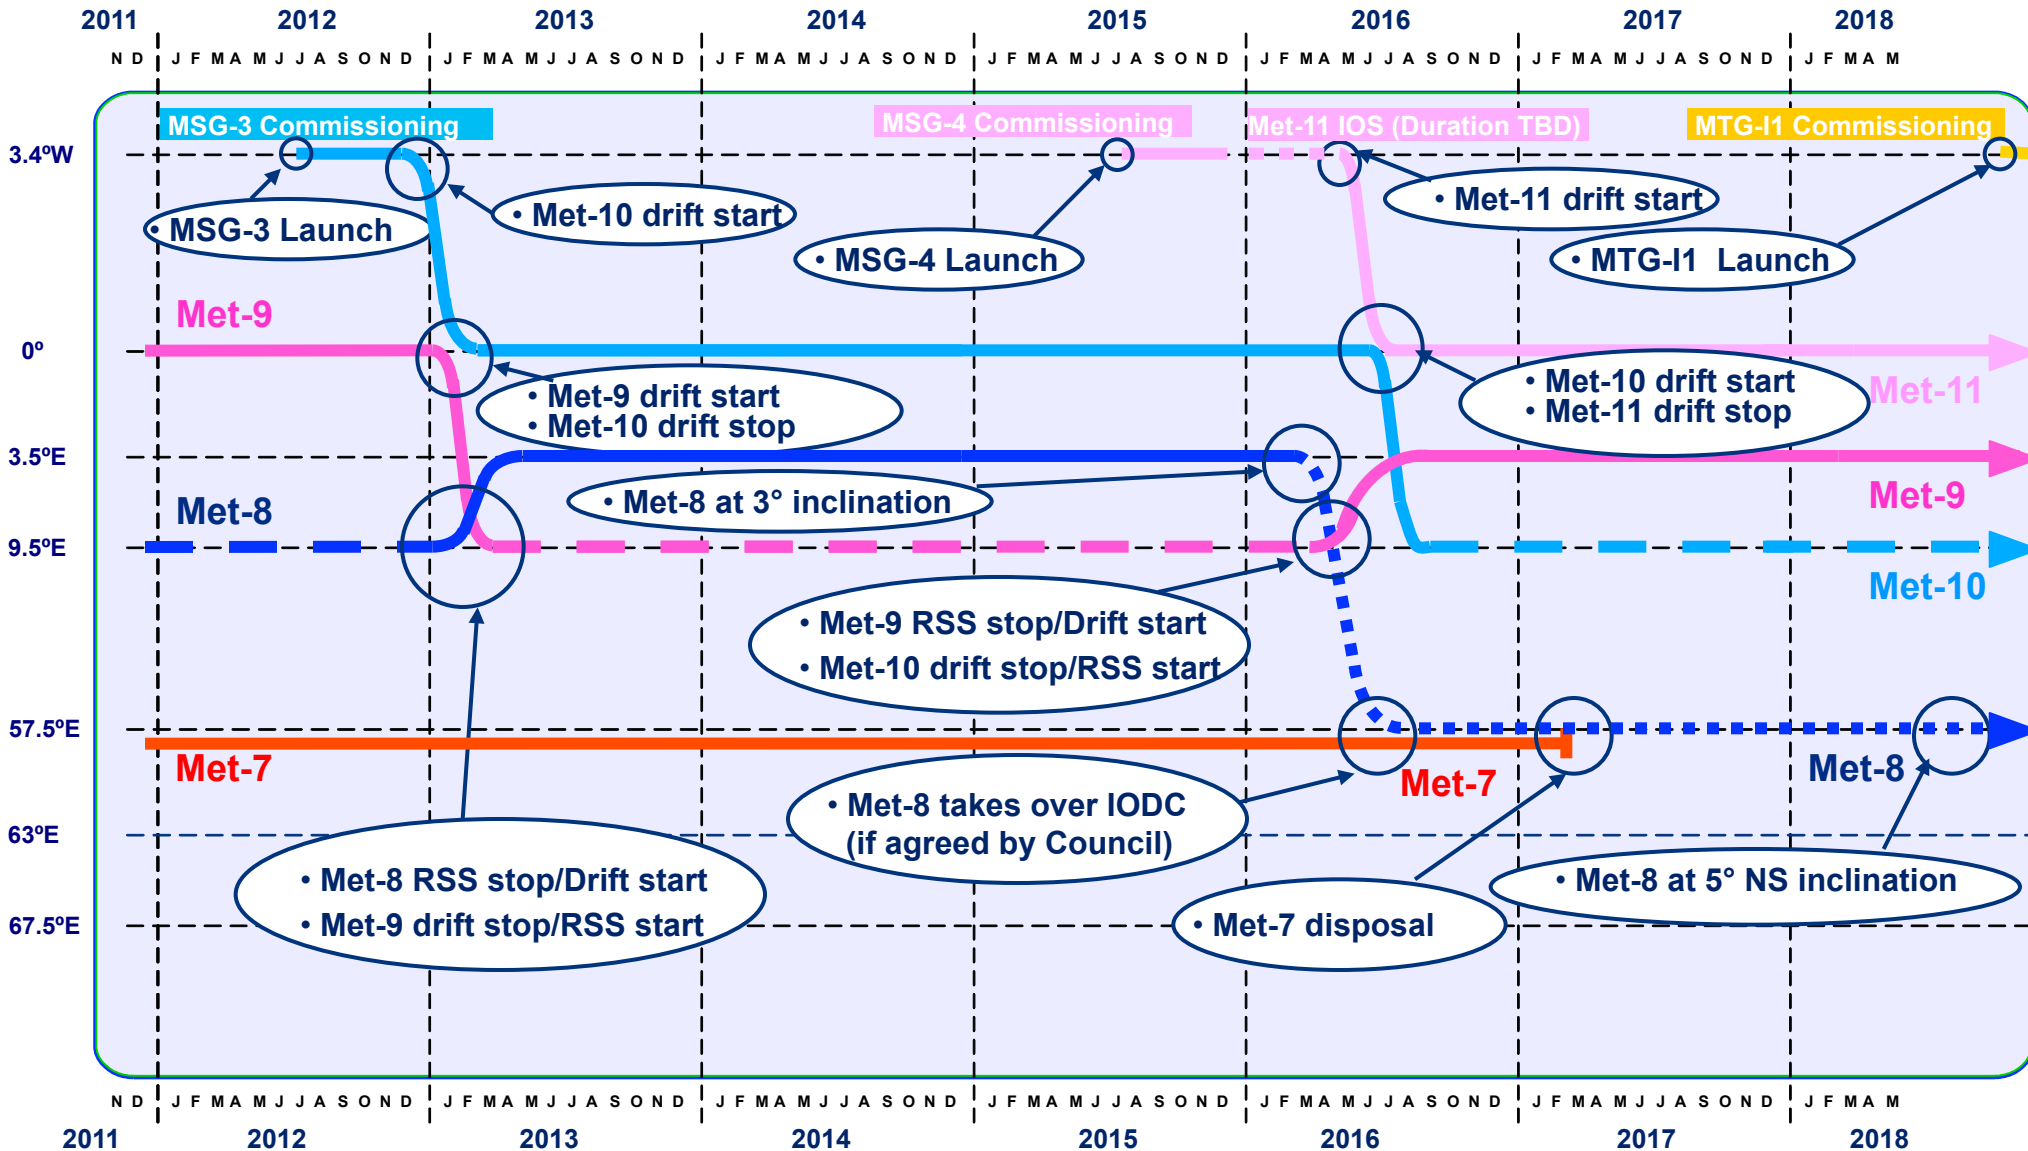 2011 2012 2013 2014 2015 2016 2017 2018
N D J F M A M J J A S O N D J F M A M J J A S O N D J F M A M J J A S O N D J F M A M J J A S O N D J F M A M J J A S O N D J F M A M J J A S O N D J F M A M
MSG-3 Commissioning
MSG-4 Commissioning
Met-11 IOS (Duration TBD)
MTG-I1 Commissioning
3.4ºW
• MSG-3 Launch
• Met-10 drift start
• MSG-4 Launch
• Met-11 drift start
• MTG-I1 Launch
Met-9
0º
• Met-9 drift start
• Met-10 drift stop
• Met-10 drift start
• Met-11 drift stop
Met-11
3.5ºE
Met-8
• Met-8 at 3° inclination
Met-9
9.5ºE
Met-10
• Met-9 RSS stop/Drift start
• Met-10 drift stop/RSS start
57.5ºE
Met-7
Met-7
Met-8
• Met-8 takes over IODC
(if agreed by Council)
63ºE
• Met-8 RSS stop/Drift start
• Met-9 drift stop/RSS start
• Met-8 at 5° NS inclination
67.5ºE
• Met-7 disposal
N D J F M A M J J A S O N D J F M A M J J A S O N D J F M A M J J A S O N D J F M A M J J A S O N D J F M A M J J A S O N D J F M A M J J A S O N D J F M A M
2011 2012 2013 2014 2015 2016 2017 2018